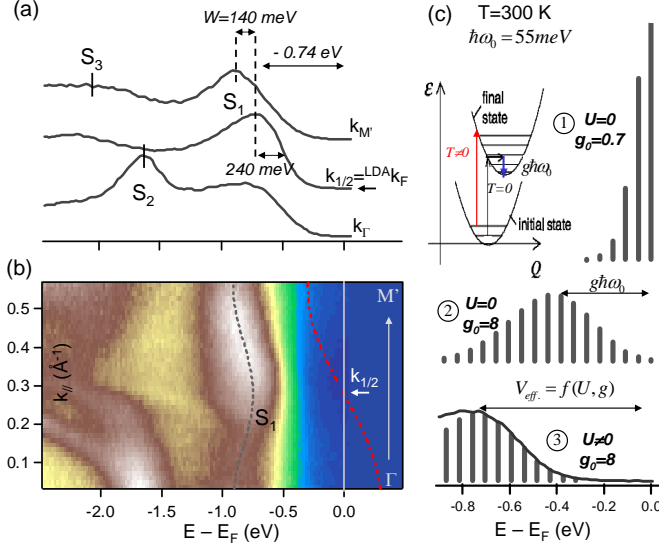 (a)
W=140 meV
- 0.74 eV
S3
S1
kM'
240 meV
k1/2=LDAkF
S2
kΓ
(b)
k// (Å-1)
0.5
0.4
0.3
0.2
0.1
M'
k1/2
S1
Γ
-2.0 -1.5 -1.0 -0.5 0.0
E – EF (eV)
(c)
T=300 K
ℏω0 = 55meV
ε
final
state
1 U=0
g0=0.7
T≠0
gℏω0
T=0
initial state
Q
2 U=0
g0=8
gℏω0
Veff. = f(U, g)
3 U≠0
g0=8
-0.8 -0.6 -0.4 -0.2 0.0
E – EF (eV)